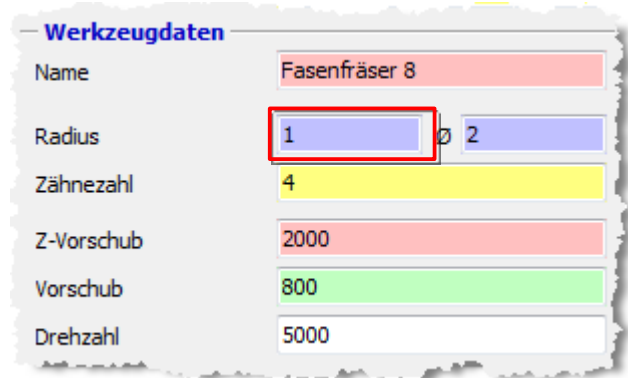 Werkzeugdaten
Name Fasenfräser 8
Radius 1 Ø 2
Zähnezahl 4
Z-Vorschub 2000
Vorschub 800
Drehzahl 5000